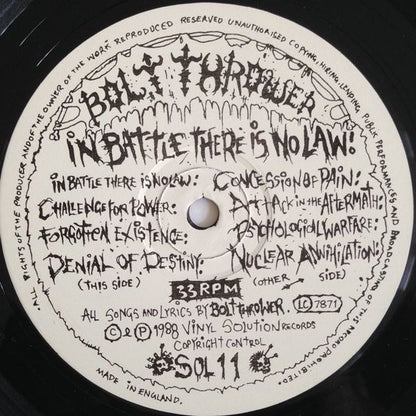 ·ALL RIGHTS OF THE PRODUCER AND OF THE OWNER OF THE WORK REPRODUCED RESERVED UNAUTHORISED COPYING, HIRING, LENDING, PUBLIC PERFORMANCES AND BROADCASTING OF THIS RECORD PROHIBITED·
BOLT THROWER
IN BATTLE THERE IS NO LAW!
IN BATTLE THERE IS NO LAW:
CHALLENGE FOR POWER:
FORGOTTEN EXISTENCE:
DENIAL OF DESTINY:
(THIS SIDE)
CONCESSION OF PAIN:
ATTACK IN THE AFTERMATH:
PSYCHOLOGICAL WARFARE:
NUCLEAR ANNIHILATION:
(OTHER SIDE)
33 RPM
ALL SONGS AND LYRICS BY BOLT THROWER.
LC 7871
© & ℗ 1988 VINYL SOLUTION RECORDS
COPYRIGHT CONTROL
SOL 11
MADE IN ENGLAND.